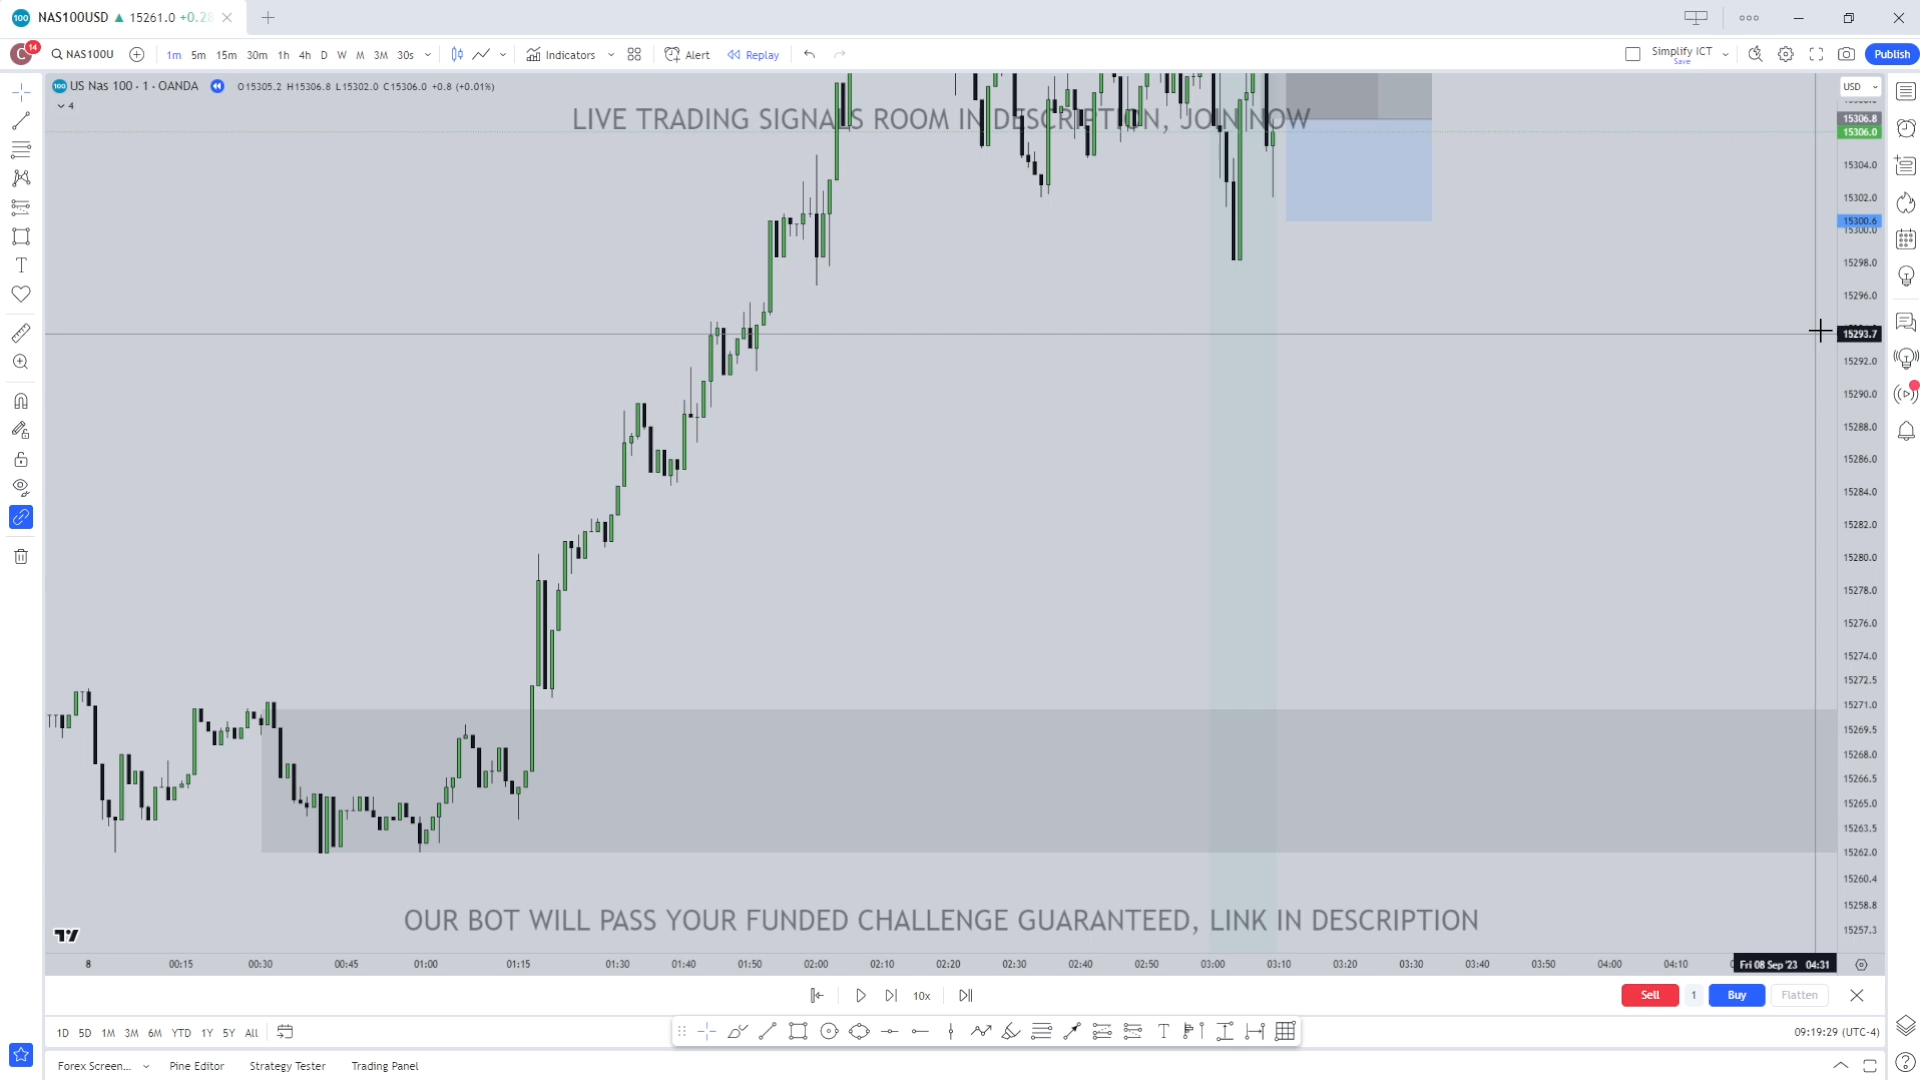 NAS100USD ▲ 15261.0 +0.28
14
NAS100U
1m 5m 15m 30m 1h 4h D W M 3M 30s
Indicators
Alert
Replay
Simplify ICT
Save
Publish
US Nas 100 · 1 · OANDA
O15305.2 H15306.8 L15302.0 C15306.0 +0.8 (+0.01%)
4
USD
LIVE TRADING SIGNALS ROOM IN DESCRIPTION, JOIN NOW
15306.8
15306.0
15304.0
15302.0
15300.6
15300.0
15298.0
15296.0
15293.7
15292.0
15290.0
15288.0
15286.0
15284.0
15282.0
15280.0
15278.0
15276.0
15274.0
15272.5
15271.0
15269.5
15268.0
15266.5
15265.0
15263.5
15262.0
15260.4
15258.8
15257.3
OUR BOT WILL PASS YOUR FUNDED CHALLENGE GUARANTEED, LINK IN DESCRIPTION
8 00:15 00:30 00:45 01:00 01:15 01:30 01:40 01:50 02:00 02:10 02:20 02:30 02:40 02:50 03:00 03:10 03:20 03:30 03:40 03:50 04:00 04:10 Fri 08 Sep '23 04:31
10x
Sell 1 Buy Flatten
1D 5D 1M 3M 6M YTD 1Y 5Y All
09:19:29 (UTC-4)
Forex Screen... Pine Editor Strategy Tester Trading Panel